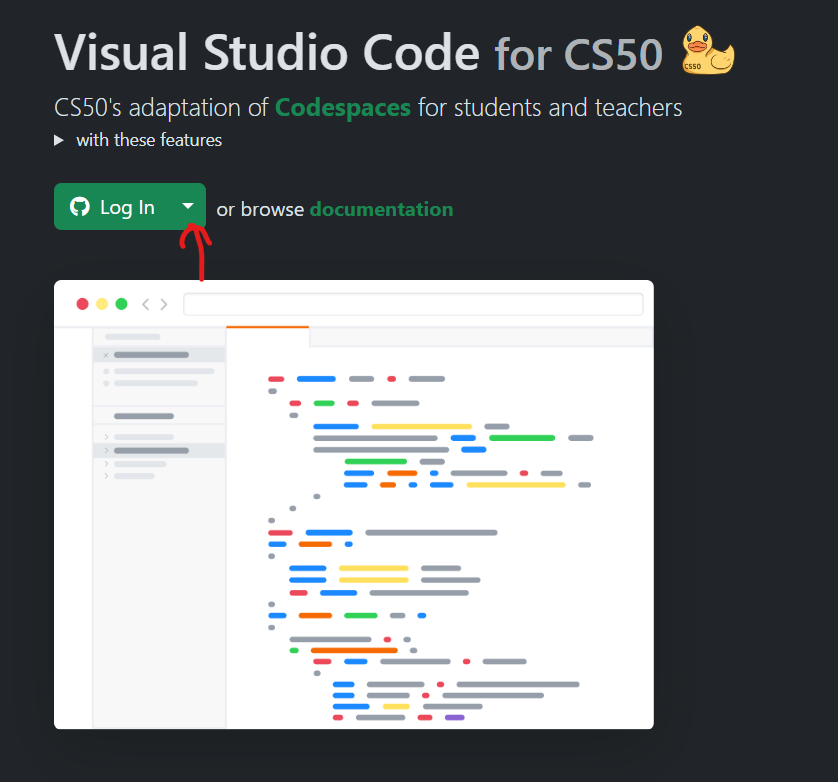 Visual Studio Code for CS50
CS50
CS50's adaptation of Codespaces for students and teachers
with these features
Log In
or browse documentation